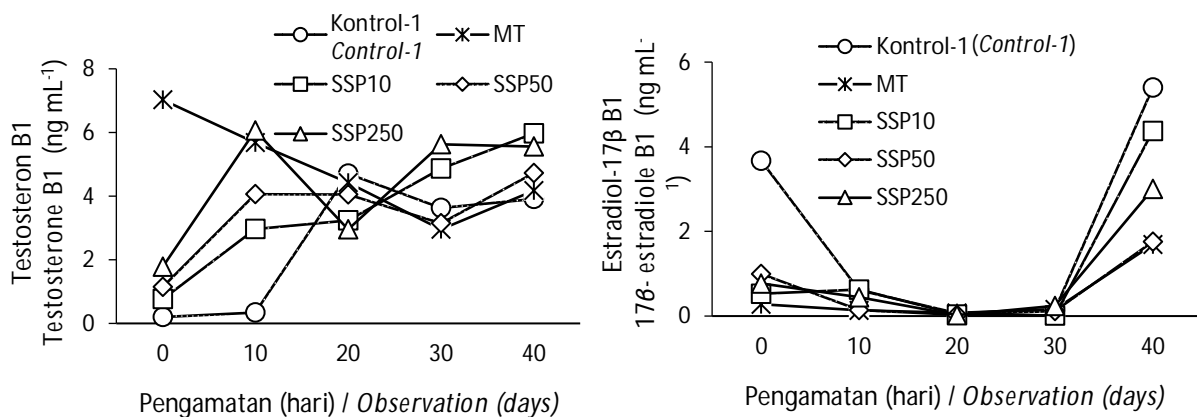 Kontrol-1
Control-1
MT
SSP10
SSP50
SSP250
8
6
4
2
0
Testosteron B1
Testosterone B1 (ng mL⁻¹)
0 10 20 30 40
Pengamatan (hari) / Observation (days)
Kontrol-1 (Control-1)
MT
SSP10
SSP50
SSP250
6
4
2
0
Estradiol-17β B1
17β- estradiole B1 (ng mL⁻
¹)
0 10 20 30 40
Pengamatan (hari) / Observation (days)